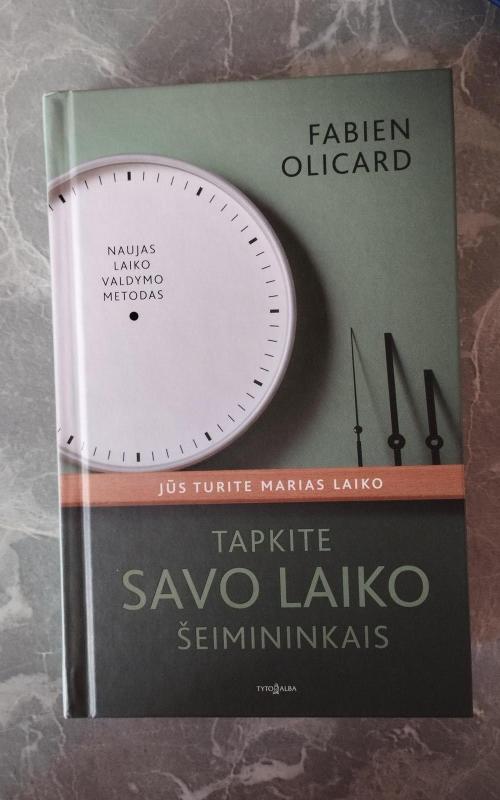 FABIEN
OLICARD
NAUJAS
LAIKO
VALDYMO
METODAS
JŪS TURITE MARIAS LAIKO
TAPKITE
SAVO LAIKO
ŠEIMININKAIS
TYTO ALBA